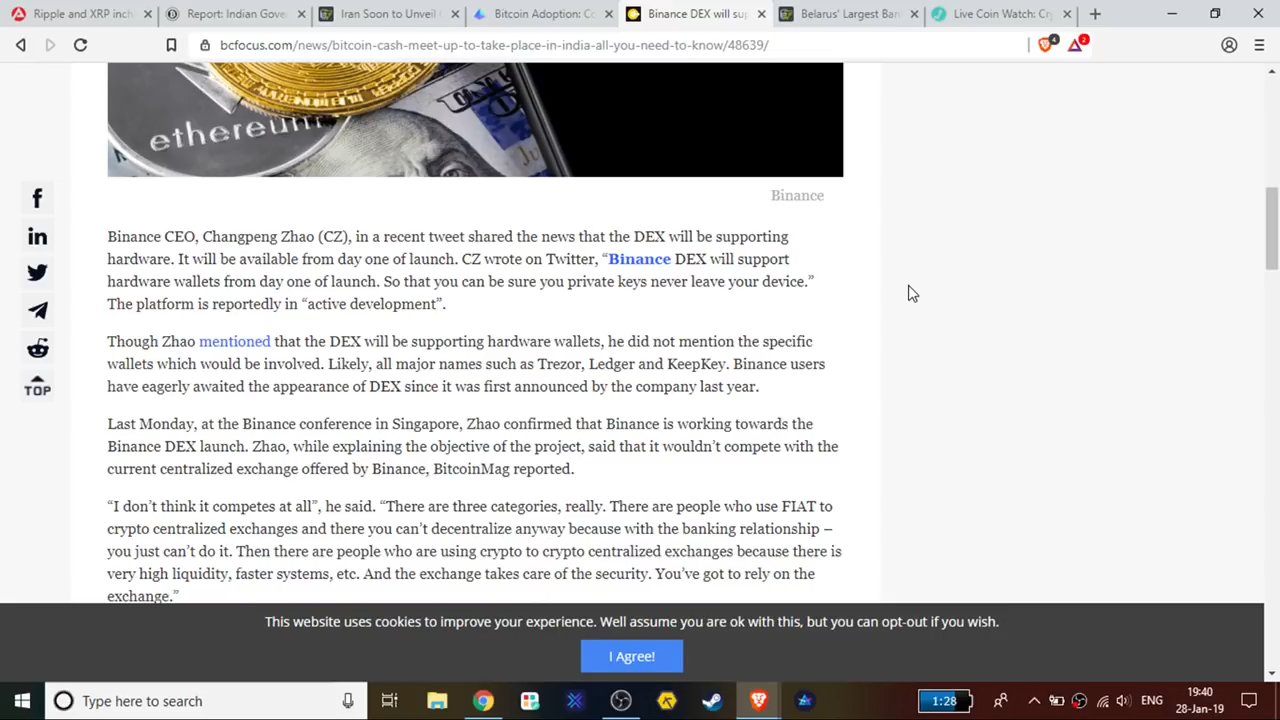 Ripple and XRP incl
Report: Indian Gove
Iran Soon to Unveil
Bitcoin Adoption: Co
Binance DEX will sup
Belarus' Largest Ban
Live Coin Watch: Cry
bcfocus.com/news/bitcoin-cash-meet-up-to-take-place-in-india-all-you-need-to-know/48639/
4
2
ethereum
Binance
Binance CEO, Changpeng Zhao (CZ), in a recent tweet shared the news that the DEX will be supporting
hardware. It will be available from day one of launch. CZ wrote on Twitter, “Binance DEX will support
hardware wallets from day one of launch. So that you can be sure you private keys never leave your device.”
The platform is reportedly in “active development”.
Though Zhao mentioned that the DEX will be supporting hardware wallets, he did not mention the specific
wallets which would be involved. Likely, all major names such as Trezor, Ledger and KeepKey. Binance users
have eagerly awaited the appearance of DEX since it was first announced by the company last year.
Last Monday, at the Binance conference in Singapore, Zhao confirmed that Binance is working towards the
Binance DEX launch. Zhao, while explaining the objective of the project, said that it wouldn’t compete with the
current centralized exchange offered by Binance, BitcoinMag reported.
“I don’t think it competes at all”, he said. “There are three categories, really. There are people who use FIAT to
crypto centralized exchanges and there you can’t decentralize anyway because with the banking relationship –
you just can’t do it. Then there are people who are using crypto to crypto centralized exchanges because there is
very high liquidity, faster systems, etc. And the exchange takes care of the security. You’ve got to rely on the
exchange.”
TOP
This website uses cookies to improve your experience. Well assume you are ok with this, but you can opt-out if you wish.
I Agree!
Type here to search
1:28
ENG
19:40
28-Jan-19